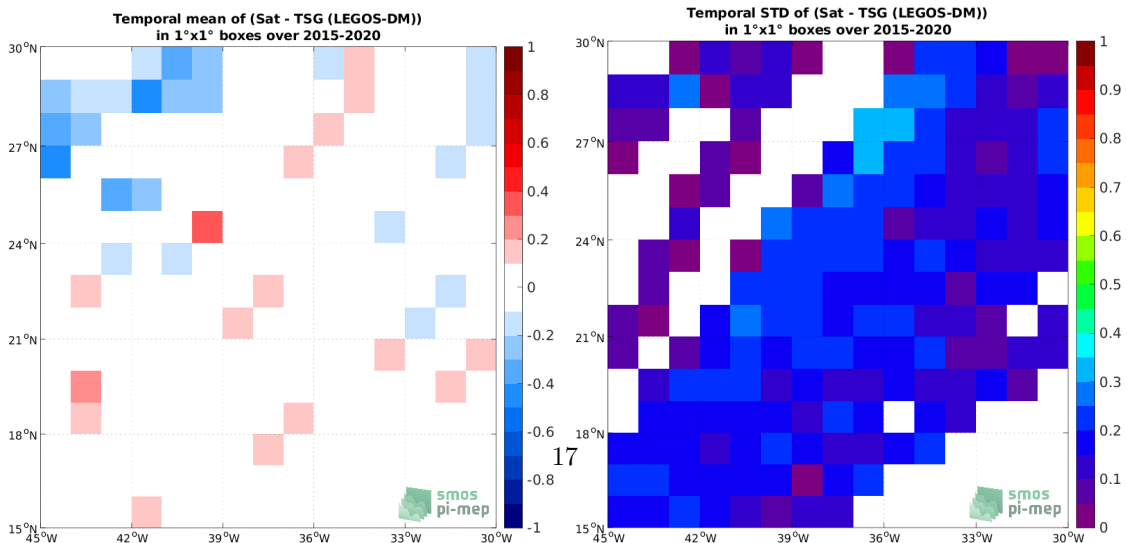 Temporal mean of (Sat - TSG (LEGOS-DM))
in 1°x1° boxes over 2015-2020
30°N
27°N
24°N
21°N
18°N
15°N
45°W
42°W
39°W
36°W
33°W
30°W
1
0.8
0.6
0.4
0.2
0
-0.2
-0.4
-0.6
-0.8
-1
smos
pi-mep
17
Temporal STD of (Sat - TSG (LEGOS-DM))
in 1°x1° boxes over 2015-2020
30°N
27°N
24°N
21°N
18°N
15°N
45°W
42°W
39°W
36°W
33°W
30°W
1
0.9
0.8
0.7
0.6
0.5
0.4
0.3
0.2
0.1
0
smos
pi-mep